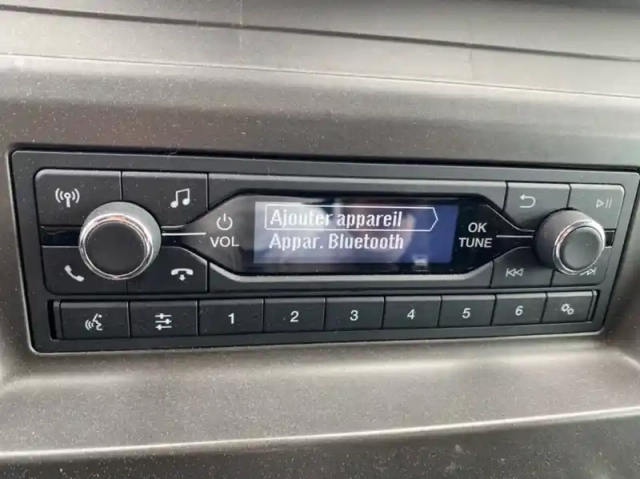 Ajouter appareil
Appar. Bluetooth
VOL
OK
TUNE
1 2 3 4 5 6